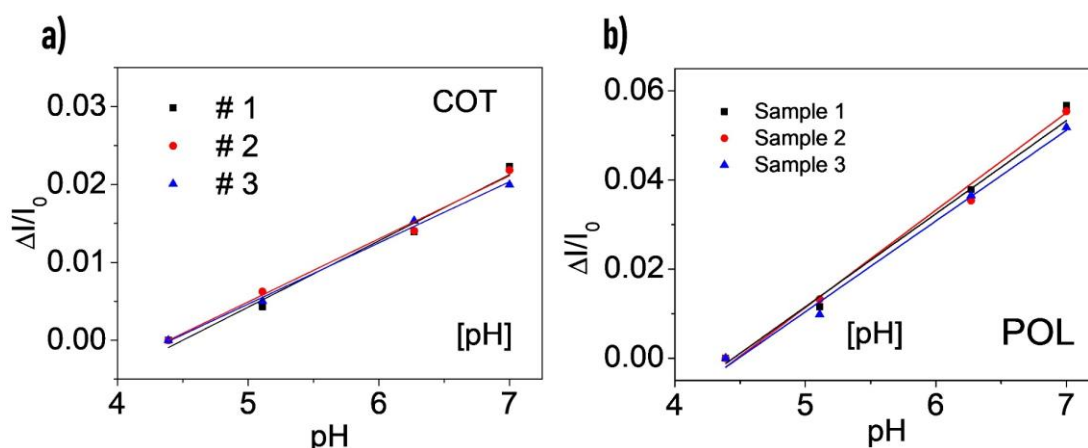 a)
COT
# 1
# 2
# 3
[pH]
ΔI/I₀
0.03
0.02
0.01
0.00
4 5 6 7
pH
b)
Sample 1
Sample 2
Sample 3
[pH]
POL
ΔI/I₀
0.06
0.04
0.02
0.00
4 5 6 7
pH